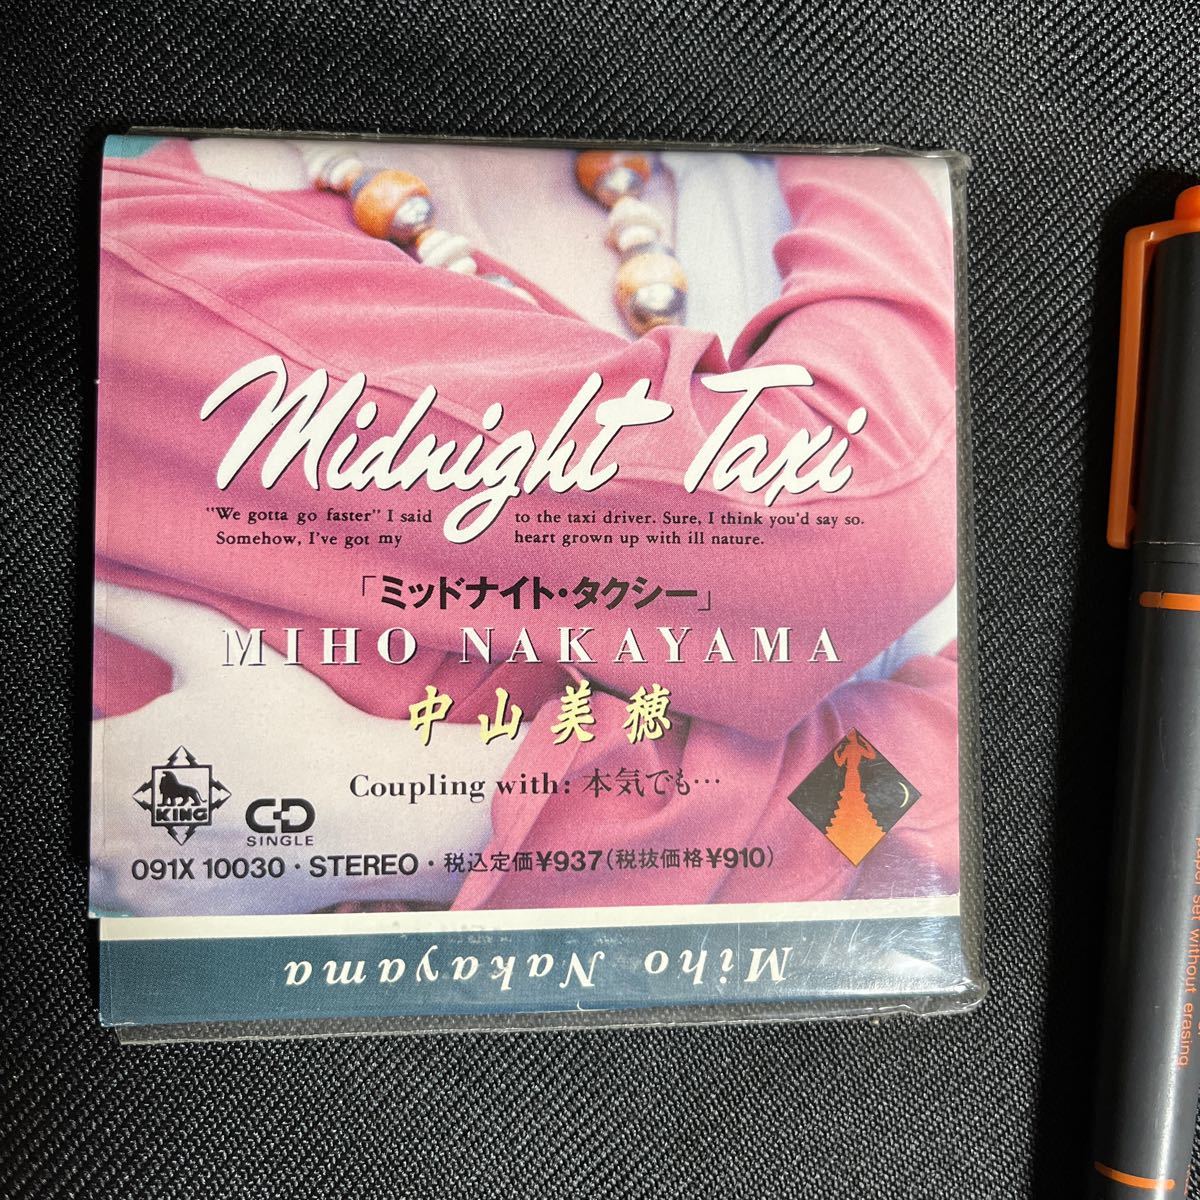 Midnight Taxi
"We gotta go faster" I said to the taxi driver. Sure, I think you'd say so.
Somehow, I've got my heart grown up with ill nature.
「ミッドナイト・タクシー」
MIHO NAKAYAMA
中山美穂
Coupling with: 本気でも…
KING
CD
SINGLE
091X 10030・STEREO・税込定価¥937(税抜価格¥910)
Miho Nakayama
set without erasing